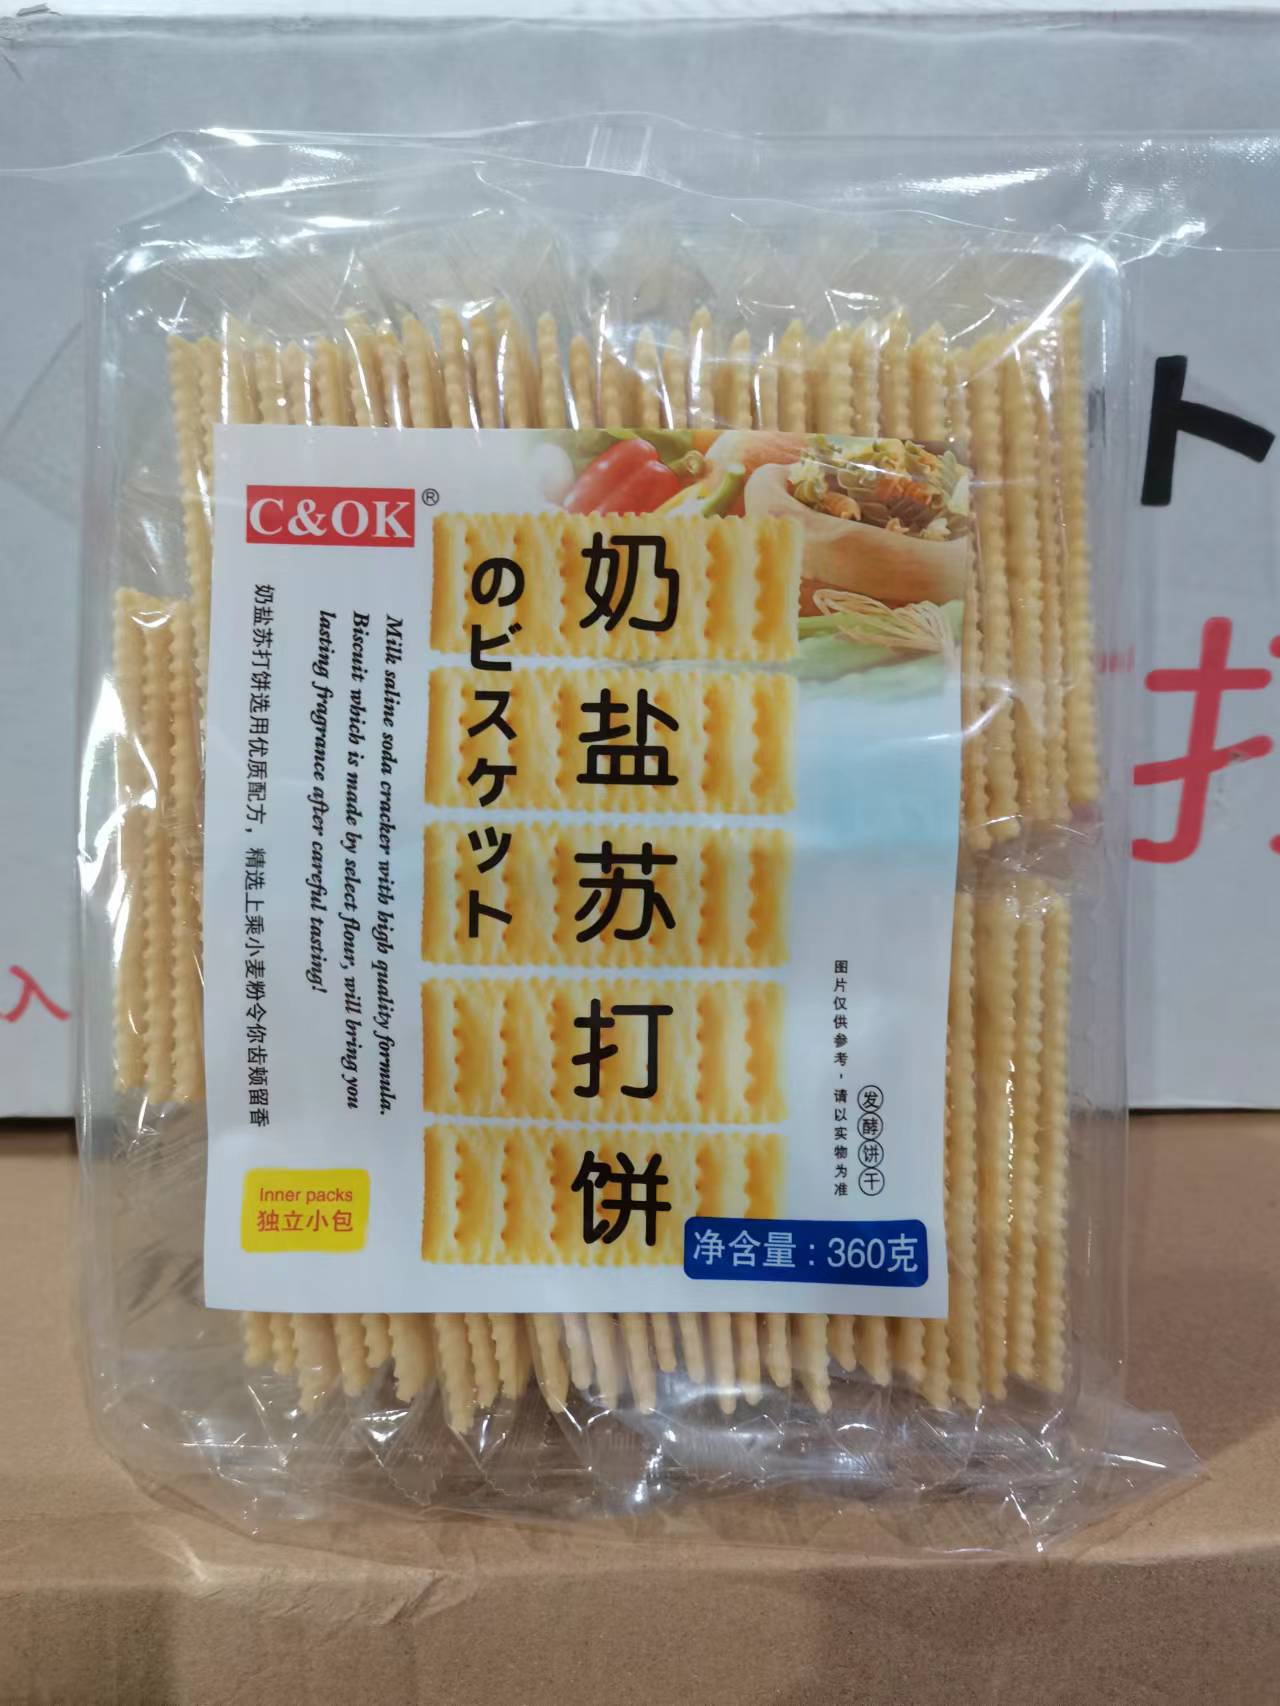 C&OK®
奶盐苏打饼
のビスケット
Milk saline soda cracker with high quality formula.
Biscuit which is made by select flour, will bring you
lasting fragrance after careful tasting!
奶盐苏打饼选用优质配方，精选上乘小麦粉令你齿颊留香
Inner packs
独立小包
图片仅供参考，请以实物为准
发酵饼干
净含量：360克
ト
入